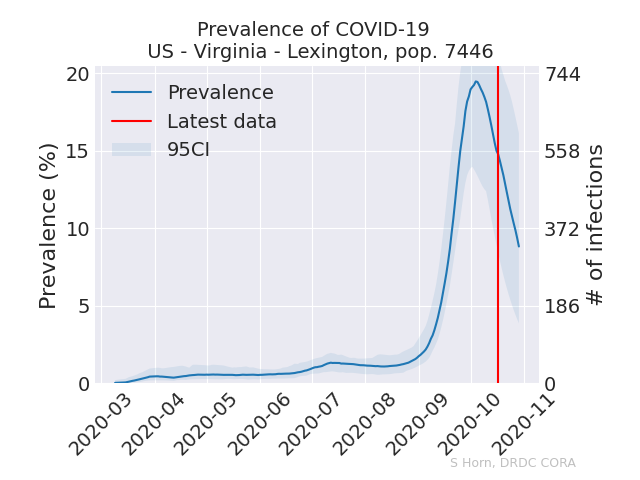 Prevalence of COVID-19
US - Virginia - Lexington, pop. 7446
Prevalence (%)
20
15
10
5
0
Prevalence
Latest data
95CI
744
558
372
186
0
# of infections
2020-03
2020-04
2020-05
2020-06
2020-07
2020-08
2020-09
2020-10
2020-11
S Horn, DRDC CORA